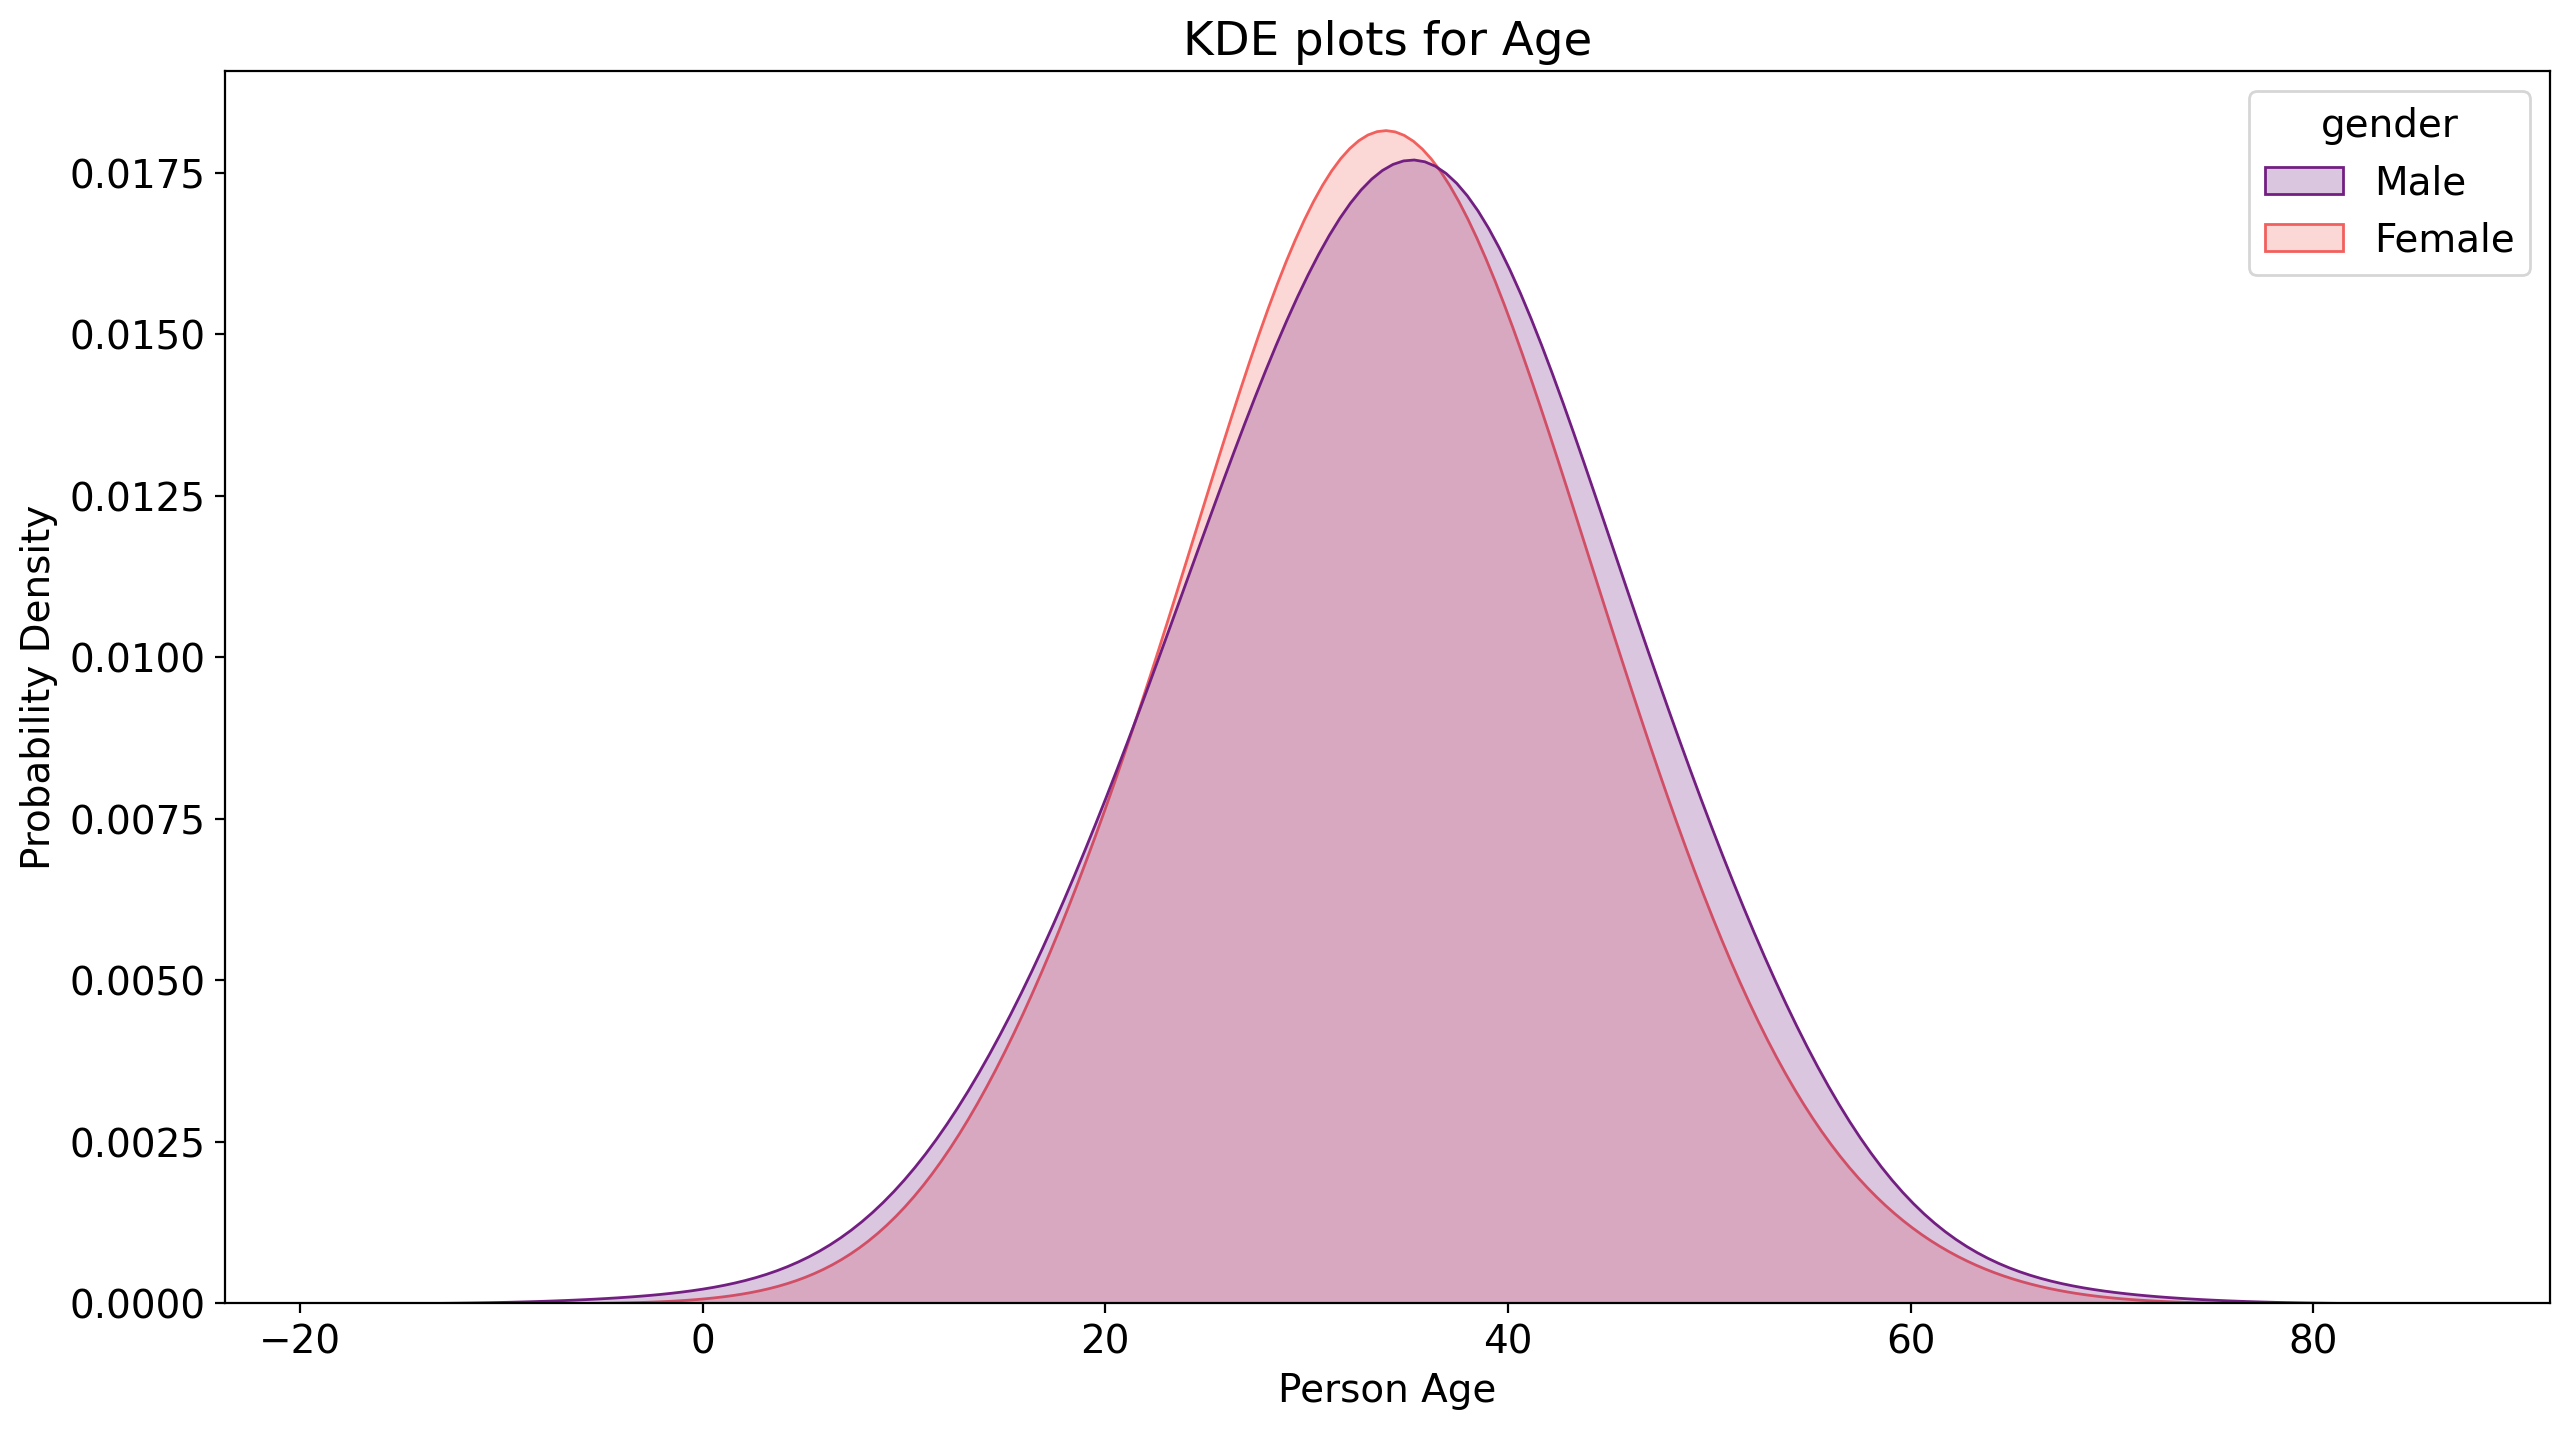 KDE plots for Age
gender
Male
Female
0.0175
0.0150
0.0125
0.0100
0.0075
0.0050
0.0025
0.0000
Probability Density
−20 0 20 40 60 80
Person Age